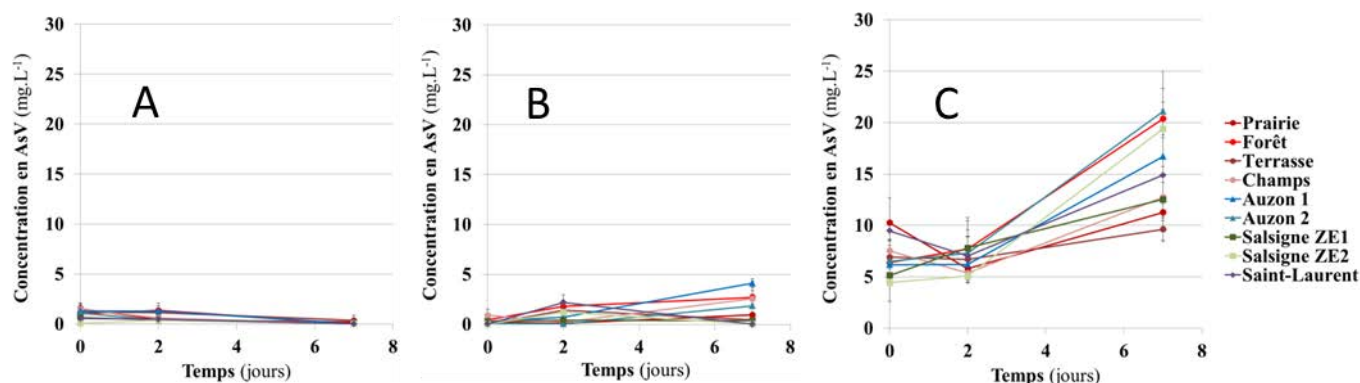 30
25
20
15
10
5
0
Concentration en AsV (mg.L-1)
A
0 2 4 6 8
Temps (jours)
30
25
20
15
10
5
0
Concentration en AsV (mg.L-1)
B
0 2 4 6 8
Temps (jours)
30
25
20
15
10
5
0
Concentration en AsV (mg.L-1)
C
0 2 4 6 8
Temps (jours)
Prairie
Forêt
Terrasse
Champs
Auzon 1
Auzon 2
Salsigne ZE1
Salsigne ZE2
Saint-Laurent